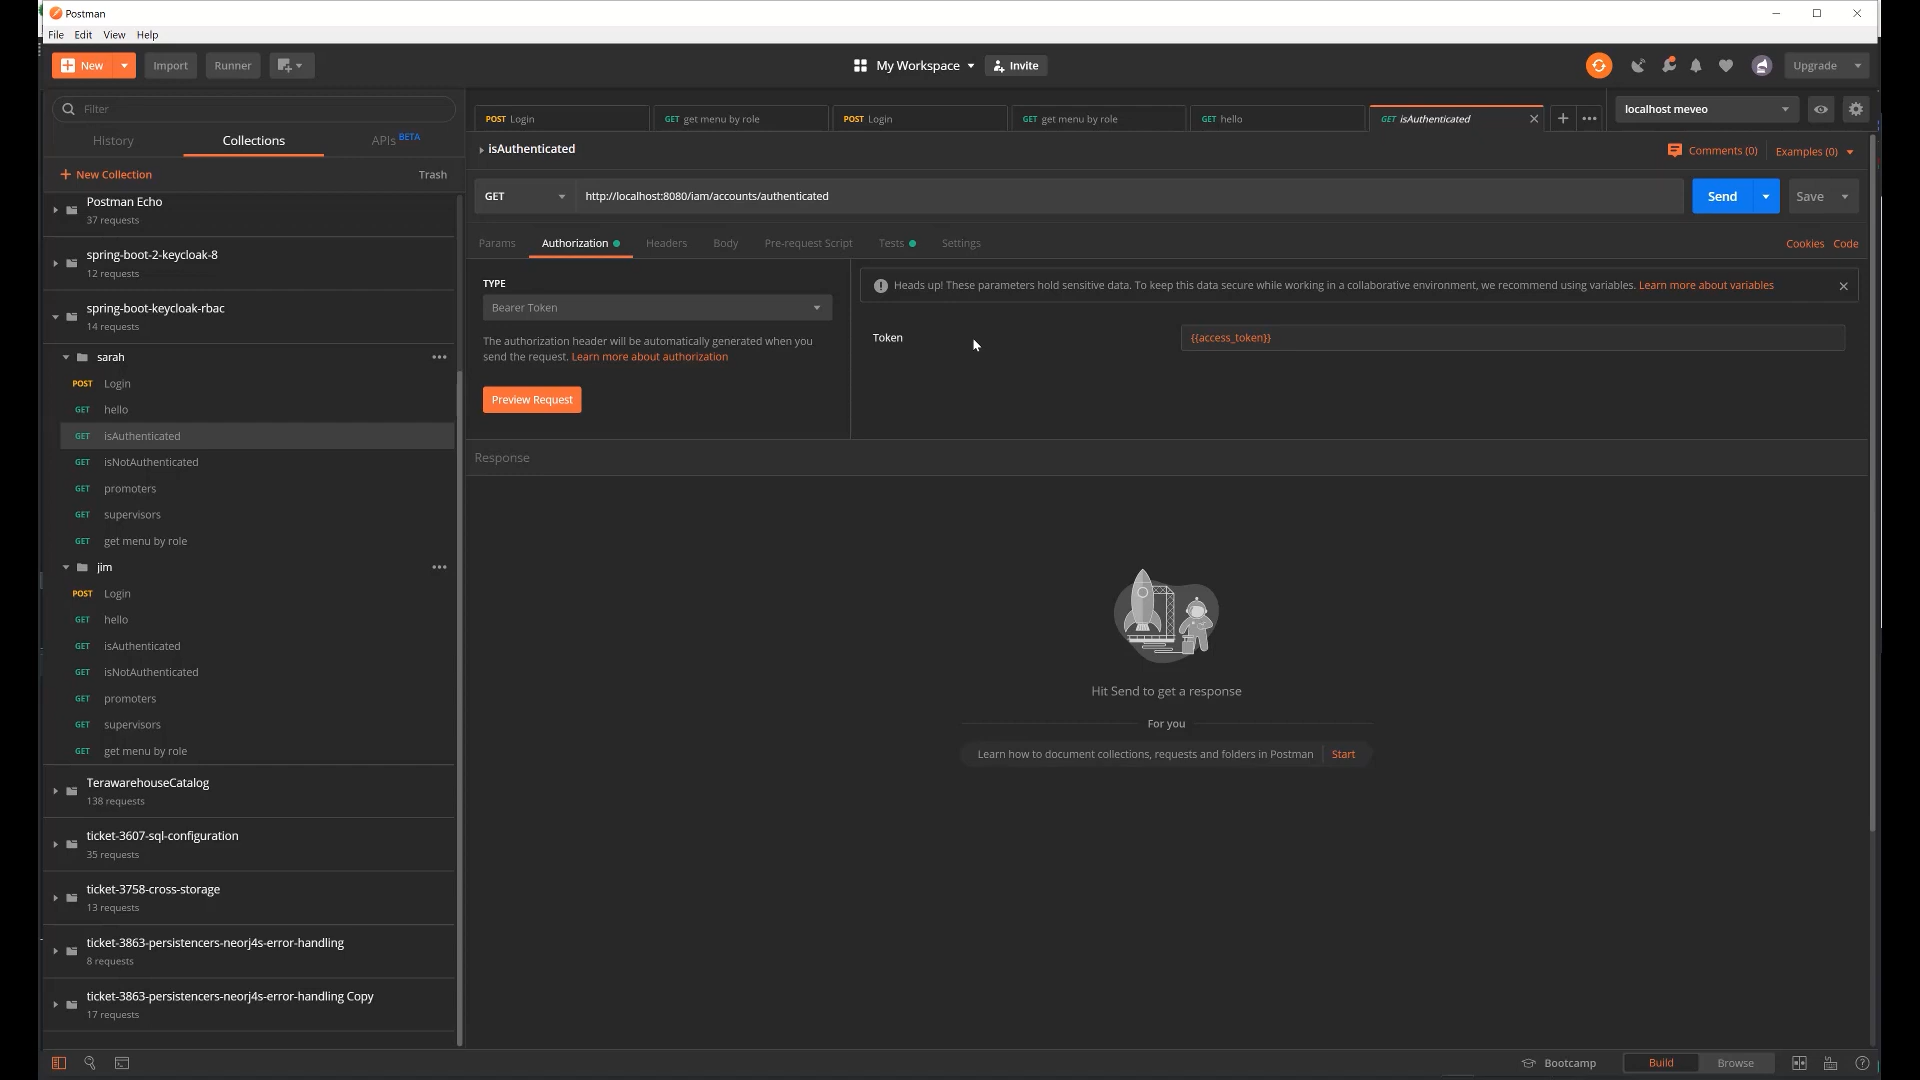 Postman
File Edit View Help
New Import Runner My Workspace Invite Upgrade
Filter
History Collections APIs BETA
New Collection Trash
Postman Echo
37 requests
spring-boot-2-keycloak-8
12 requests
spring-boot-keycloak-rbac
14 requests
sarah
POST Login
GET hello
GET isAuthenticated
GET isNotAuthenticated
GET promoters
GET supervisors
GET get menu by role
jim
POST Login
GET hello
GET isAuthenticated
GET isNotAuthenticated
GET promoters
GET supervisors
GET get menu by role
TerawarehouseCatalog
138 requests
ticket-3607-sql-configuration
35 requests
ticket-3758-cross-storage
13 requests
ticket-3863-persistencers-neorj4s-error-handling
8 requests
ticket-3863-persistencers-neorj4s-error-handling Copy
17 requests
POST Login GET get menu by role POST Login GET get menu by role GET hello GET isAuthenticated localhost meveo
isAuthenticated Comments (0) Examples (0)
GET http://localhost:8080/iam/accounts/authenticated Send Save
Params Authorization Headers Body Pre-request Script Tests Settings Cookies Code
TYPE
Bearer Token
The authorization header will be automatically generated when you
send the request. Learn more about authorization
Preview Request
Heads up! These parameters hold sensitive data. To keep this data secure while working in a collaborative environment, we recommend using variables. Learn more about variables
Token {{access_token}}
Response
Hit Send to get a response
For you
Learn how to document collections, requests and folders in Postman Start
Bootcamp Build Browse